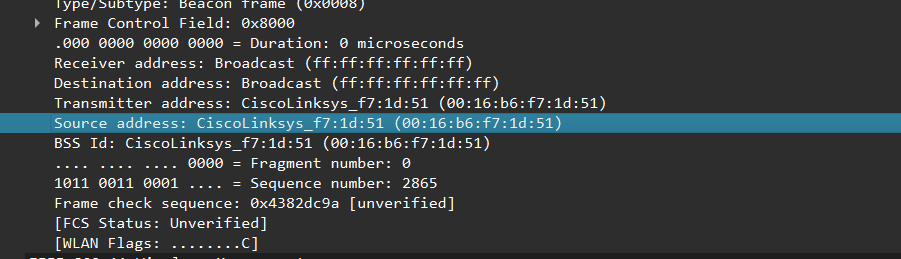 Type/Subtype: Beacon frame (0x0008)
Frame Control Field: 0x8000
.000 0000 0000 0000 = Duration: 0 microseconds
Receiver address: Broadcast (ff:ff:ff:ff:ff:ff)
Destination address: Broadcast (ff:ff:ff:ff:ff:ff)
Transmitter address: CiscoLinksys_f7:1d:51 (00:16:b6:f7:1d:51)
Source address: CiscoLinksys_f7:1d:51 (00:16:b6:f7:1d:51)
BSS Id: CiscoLinksys_f7:1d:51 (00:16:b6:f7:1d:51)
.... .... .... 0000 = Fragment number: 0
1011 0011 0001 .... = Sequence number: 2865
Frame check sequence: 0x4382dc9a [unverified]
[FCS Status: Unverified]
[WLAN Flags: ........C]